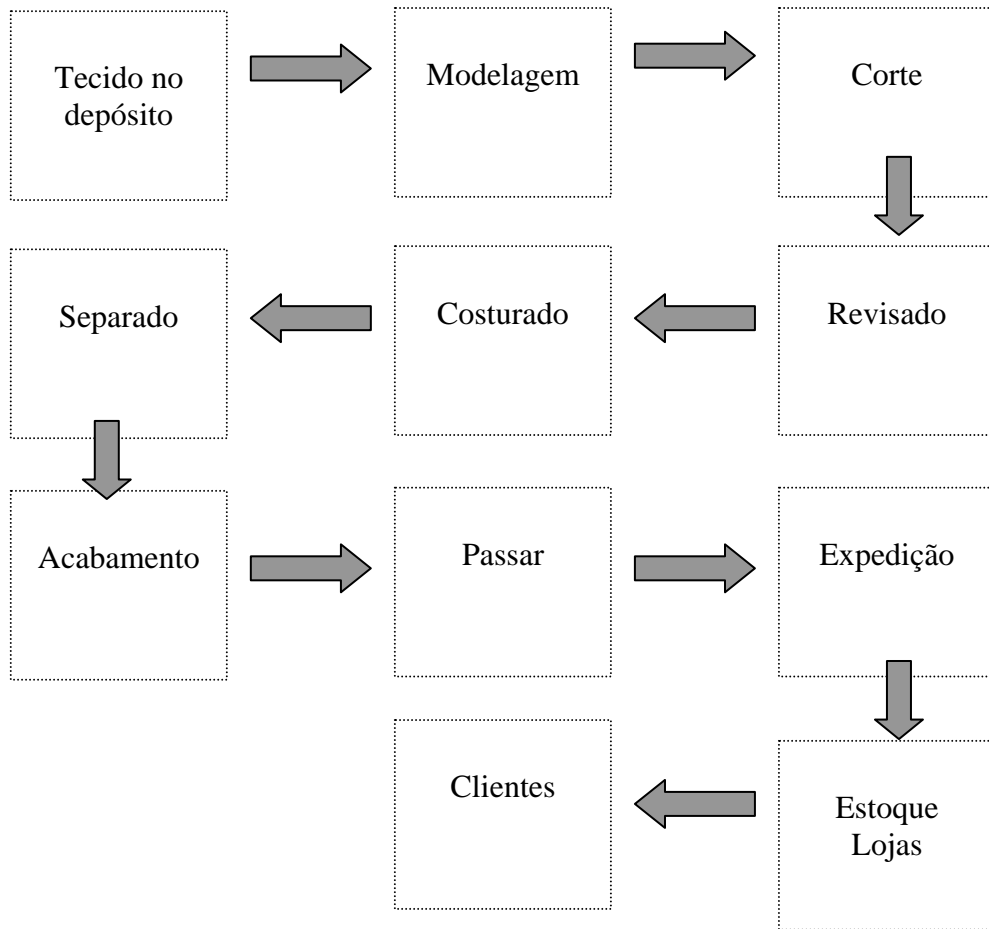 Tecido no
depósito
Modelagem
Corte
Separado
Costurado
Revisado
Acabamento
Passar
Expedição
Clientes
Estoque
Lojas